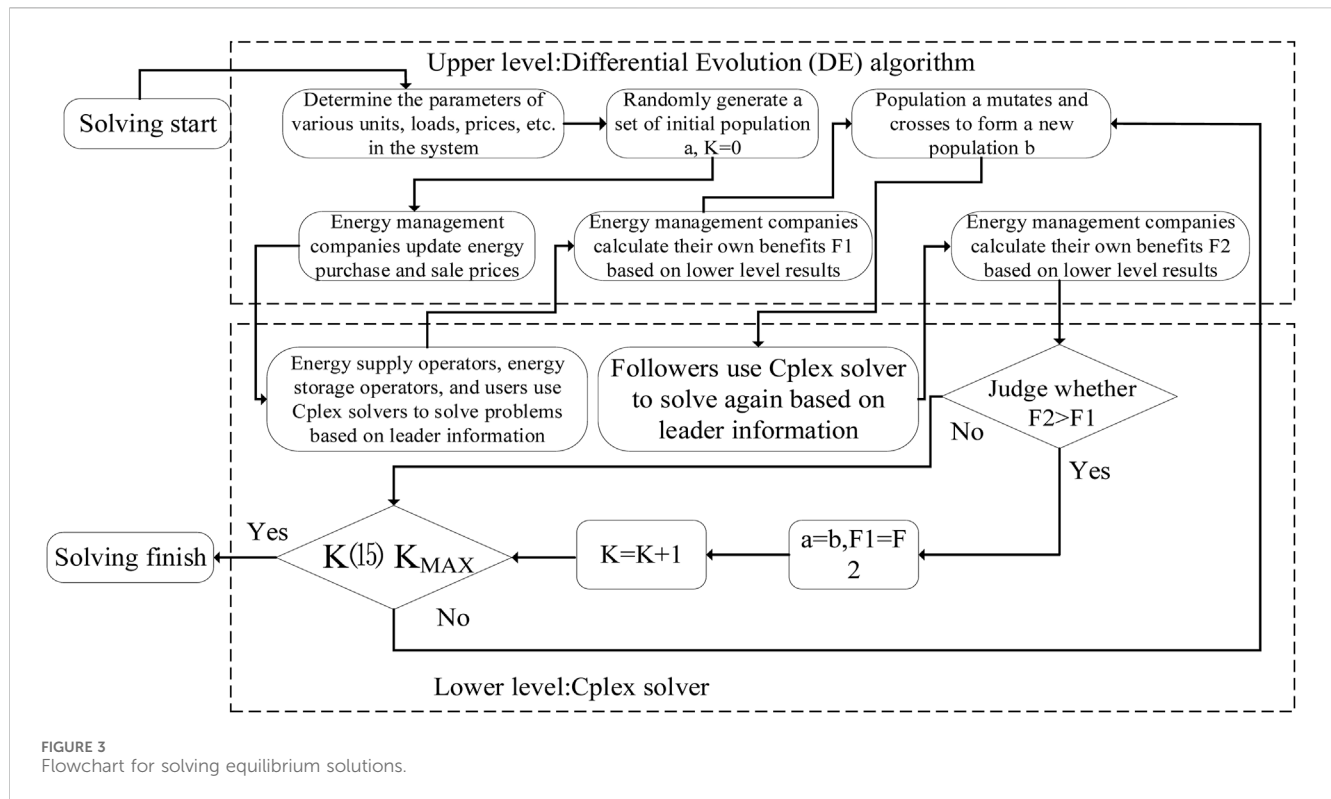 Upper level:Differential Evolution (DE) algorithm
Solving start
Determine the parameters of
various units, loads, prices, etc.
in the system
Randomly generate a
set of initial population
a, K=0
Population a mutates and
crosses to form a new
population b
Energy management
companies update energy
purchase and sale prices
Energy management companies
calculate their own benefits F1
based on lower level results
Energy management companies
calculate their own benefits F2
based on lower level results
Energy supply operators, energy
storage operators, and users use
Cplex solvers to solve problems
based on leader information
Followers use Cplex solver
to solve again based on
leader information
Judge whether
F2>F1
No
Yes
a=b,F1=F
2
K=K+1
K(15) KMAX
Yes
No
Solving finish
Lower level:Cplex solver
FIGURE 3
Flowchart for solving equilibrium solutions.